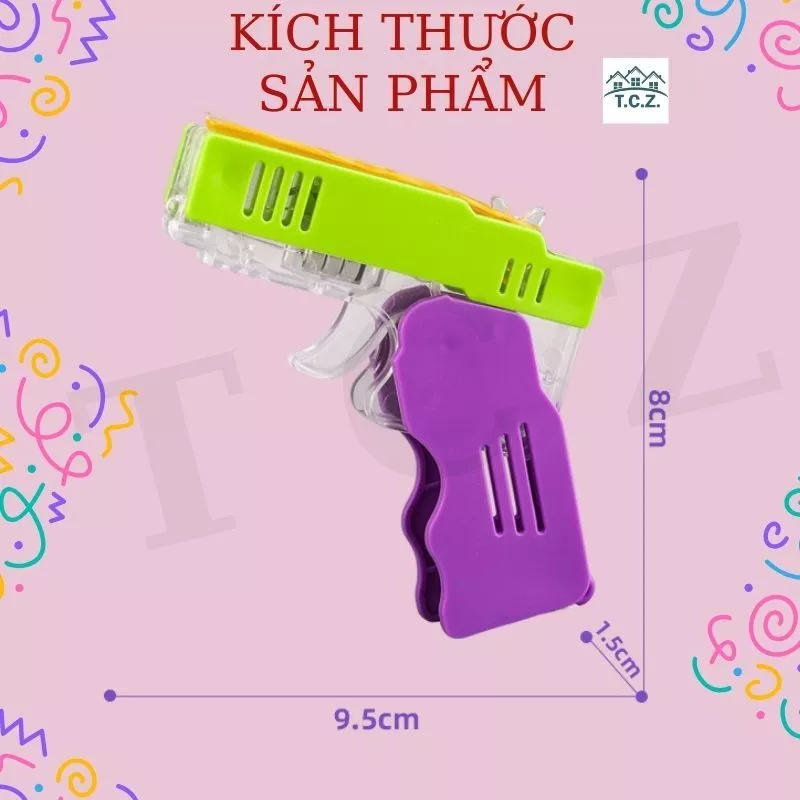 KÍCH THƯỚC
SẢN PHẨM
T.C.Z.
T C Z
8cm
1.5cm
9.5cm